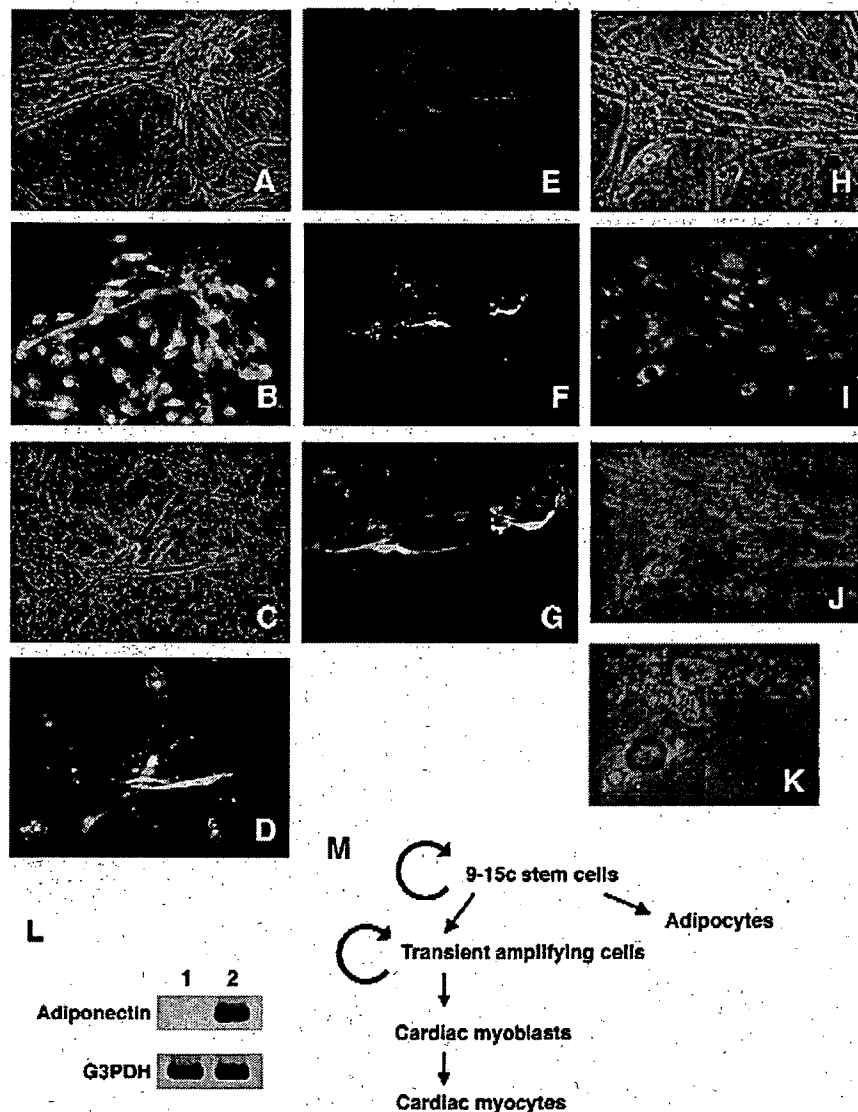 A
E
H
B
F
I
C
G
J
D
K
M
9-15c stem cells
Adipocytes
L
Transient amplifying cells
1 2
Adiponectin
Cardiac myoblasts
G3PDH
Cardiac myocytes